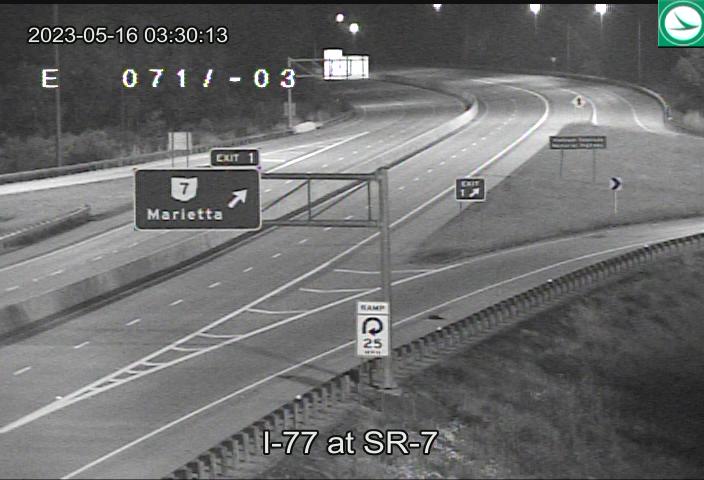 2023-05-16 03:30:13
E 071/-03
EXIT 1
7
Marietta
EXIT
1
RAMP
25
MPH
I-77 at SR-7